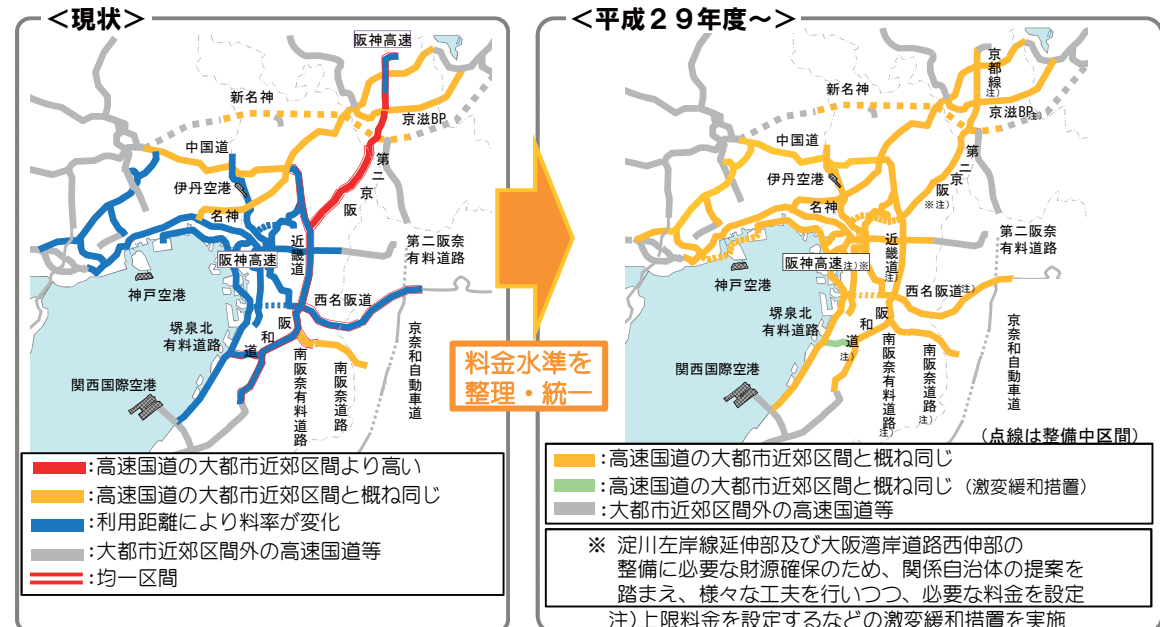 <現状>
阪神高速
新名神
京滋BP
中国道
第二京阪
伊丹空港
名神
近畿道
第二阪奈
有料道路
阪神高速
神戸空港
西名阪道
堺泉北
有料道路
阪和道
関西国際空港
南阪奈有料道路
南阪奈道路
京奈和自動車道
:高速国道の大都市近郊区間より高い
:高速国道の大都市近郊区間と概ね同じ
:利用距離により料率が変化
:大都市近郊区間外の高速国道等
:均一区間
料金水準を
整理・統一
<平成29年度~>
京都線注)
新名神
京滋BP注)
中国道
第二京阪※注)
伊丹空港
名神
近畿道注)
第二阪奈
有料道路
阪神高速注)※
神戸空港
西名阪道注)
堺泉北
有料道路
阪和道注)
関西国際空港
南阪奈有料道路注)
南阪奈道路注)
京奈和自動車道
(点線は整備中区間)
:高速国道の大都市近郊区間と概ね同じ
:高速国道の大都市近郊区間と概ね同じ(激変緩和措置)
:大都市近郊区間外の高速国道等
※ 淀川左岸線延伸部及び大阪湾岸道路西伸部の
整備に必要な財源確保のため、関係自治体の提案を
踏まえ、様々な工夫を行いつつ、必要な料金を設定
注)上限料金を設定するなどの激変緩和措置を実施